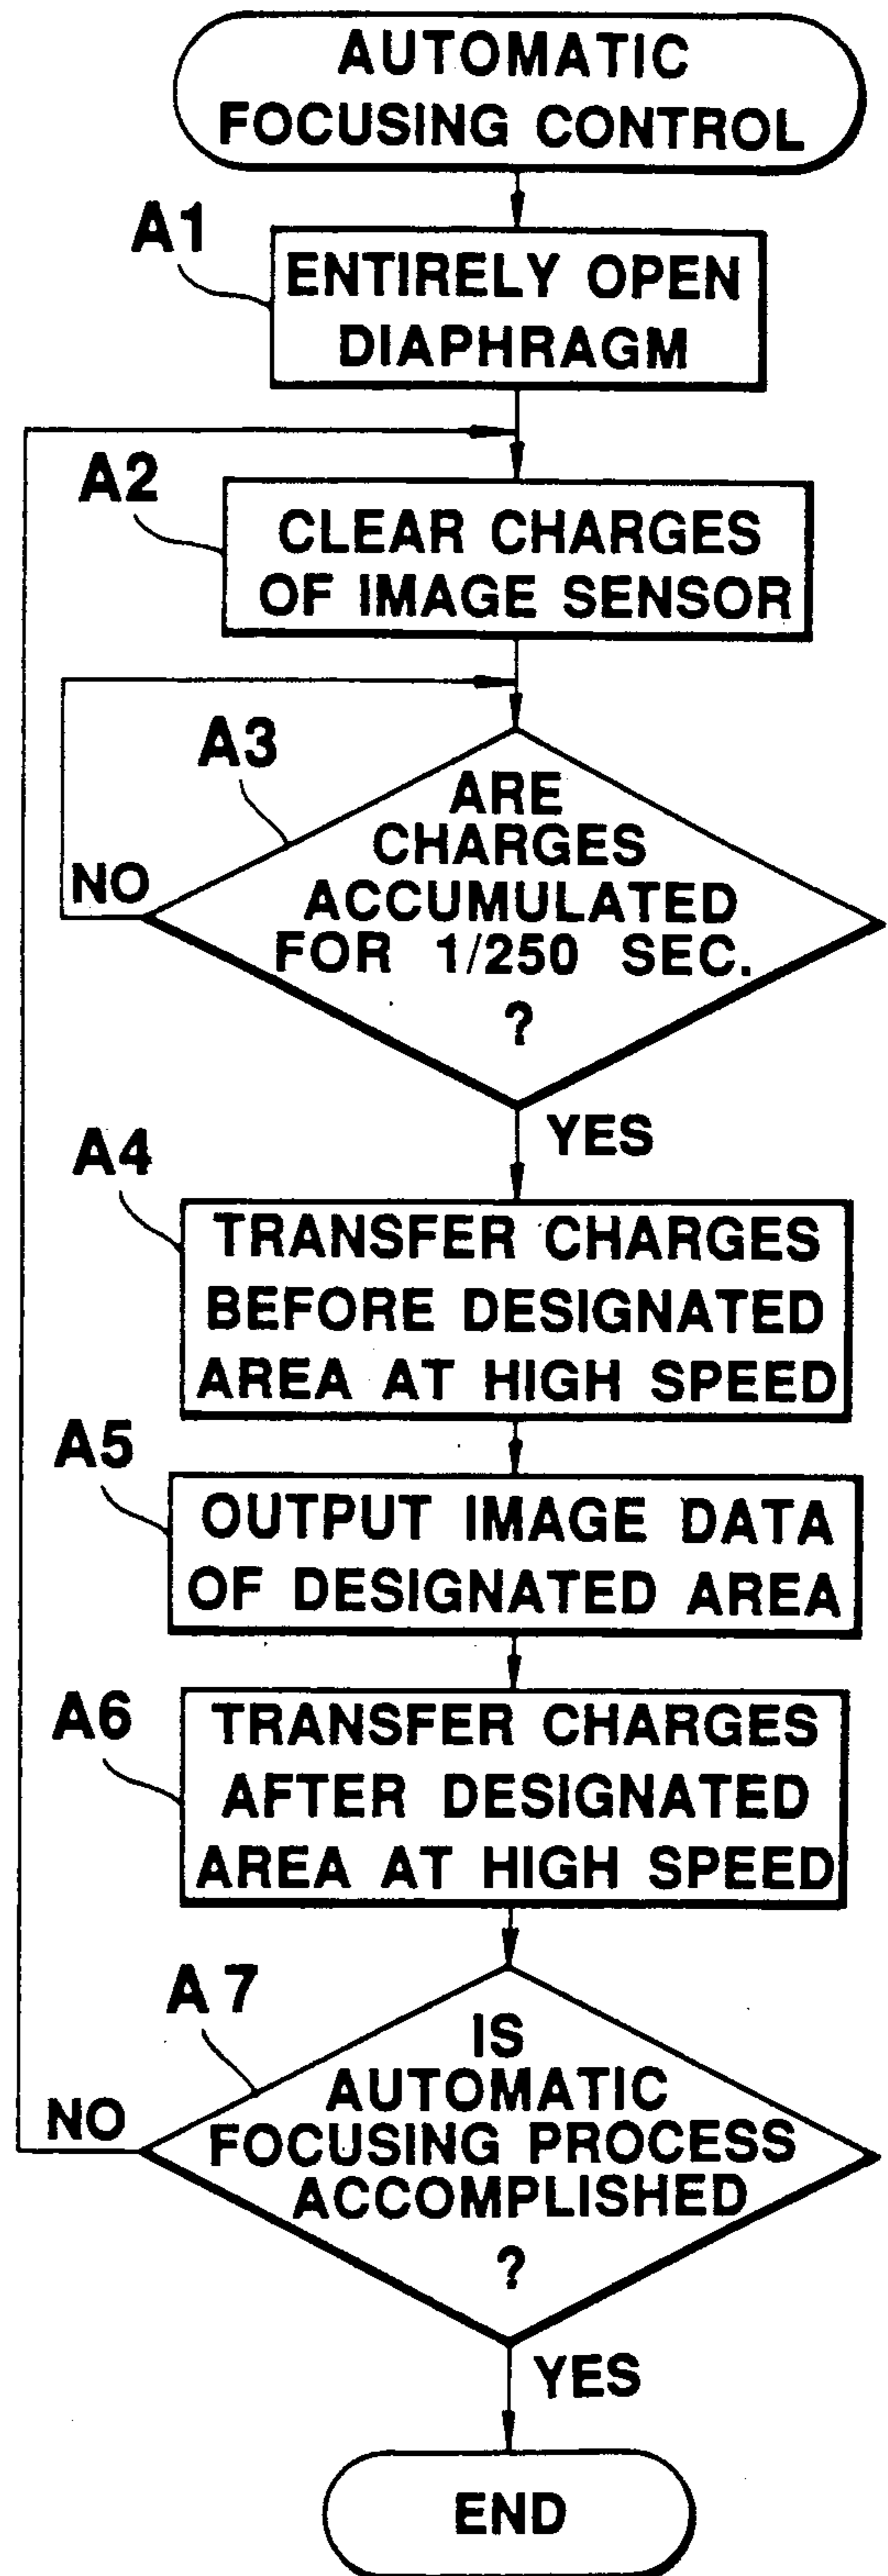 AUTOMATIC
FOCUSING CONTROL
A1
ENTIRELY OPEN
DIAPHRAGM
A2
CLEAR CHARGES
OF IMAGE SENSOR
A3
ARE
CHARGES
ACCUMULATED
FOR 1/250 SEC.
?
NO
YES
A4
TRANSFER CHARGES
BEFORE DESIGNATED
AREA AT HIGH SPEED
A5
OUTPUT IMAGE DATA
OF DESIGNATED AREA
A6
TRANSFER CHARGES
AFTER DESIGNATED
AREA AT HIGH SPEED
A7
IS
AUTOMATIC
FOCUSING PROCESS
ACCOMPLISHED
?
NO
YES
END